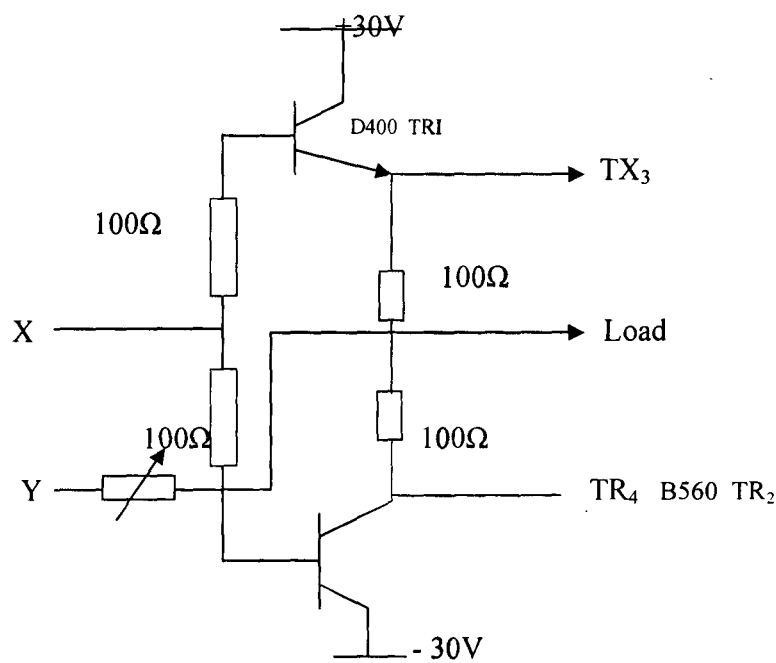 +30V
D400 TRI
TX₃
100Ω
100Ω
X
Load
100Ω
100Ω
Y
TR₄ B560 TR₂
- 30V